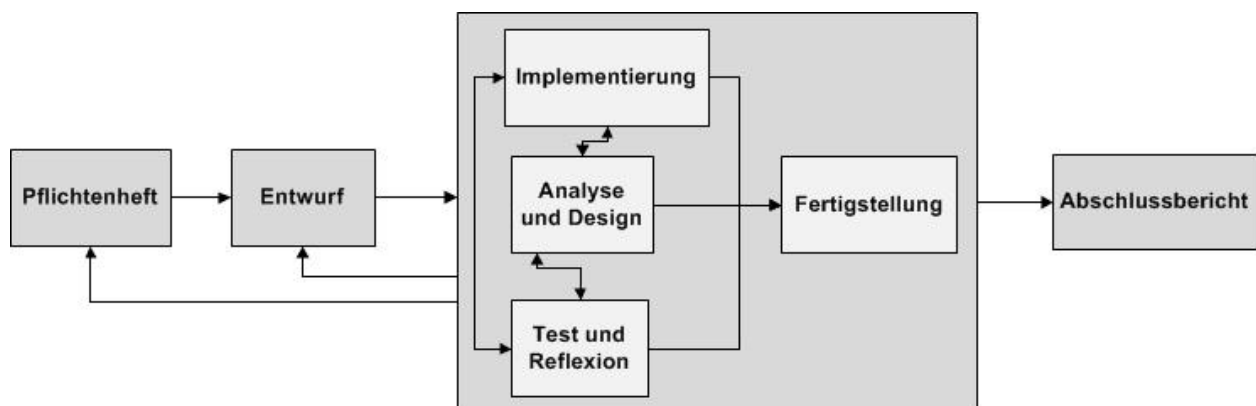 Pflichtenheft
Entwurf
Implementierung
Analyse
und Design
Test und
Reflexion
Fertigstellung
Abschlussbericht